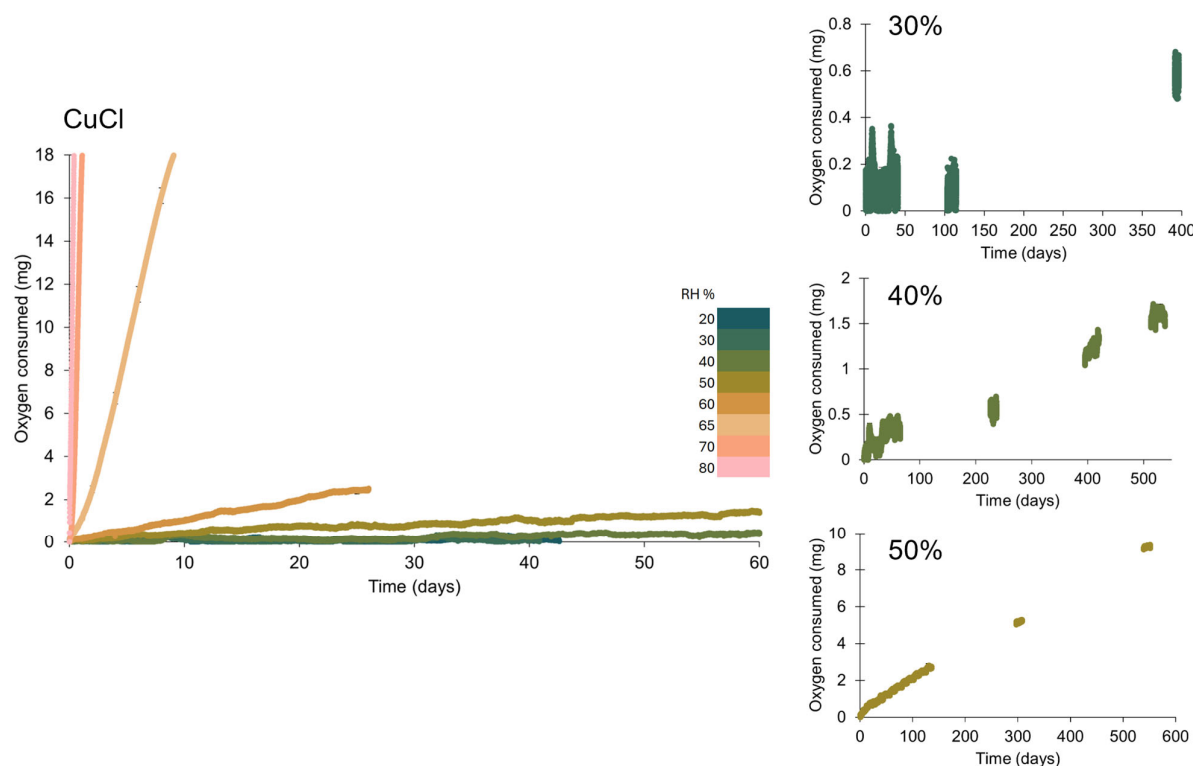 CuCl
Oxygen consumed (mg)
18
16
14
12
10
8
6
4
2
0
0 10 20 30 40 50 60
Time (days)
RH %
20
30
40
50
60
65
70
80
30%
Oxygen consumed (mg)
0.8
0.6
0.4
0.2
0
0 50 100 150 200 250 300 350 400
Time (days)
40%
Oxygen consumed (mg)
2
1.5
1
0.5
0
0 100 200 300 400 500
Time (days)
50%
Oxygen consumed (mg)
10
8
6
4
2
0
0 100 200 300 400 500 600
Time (days)